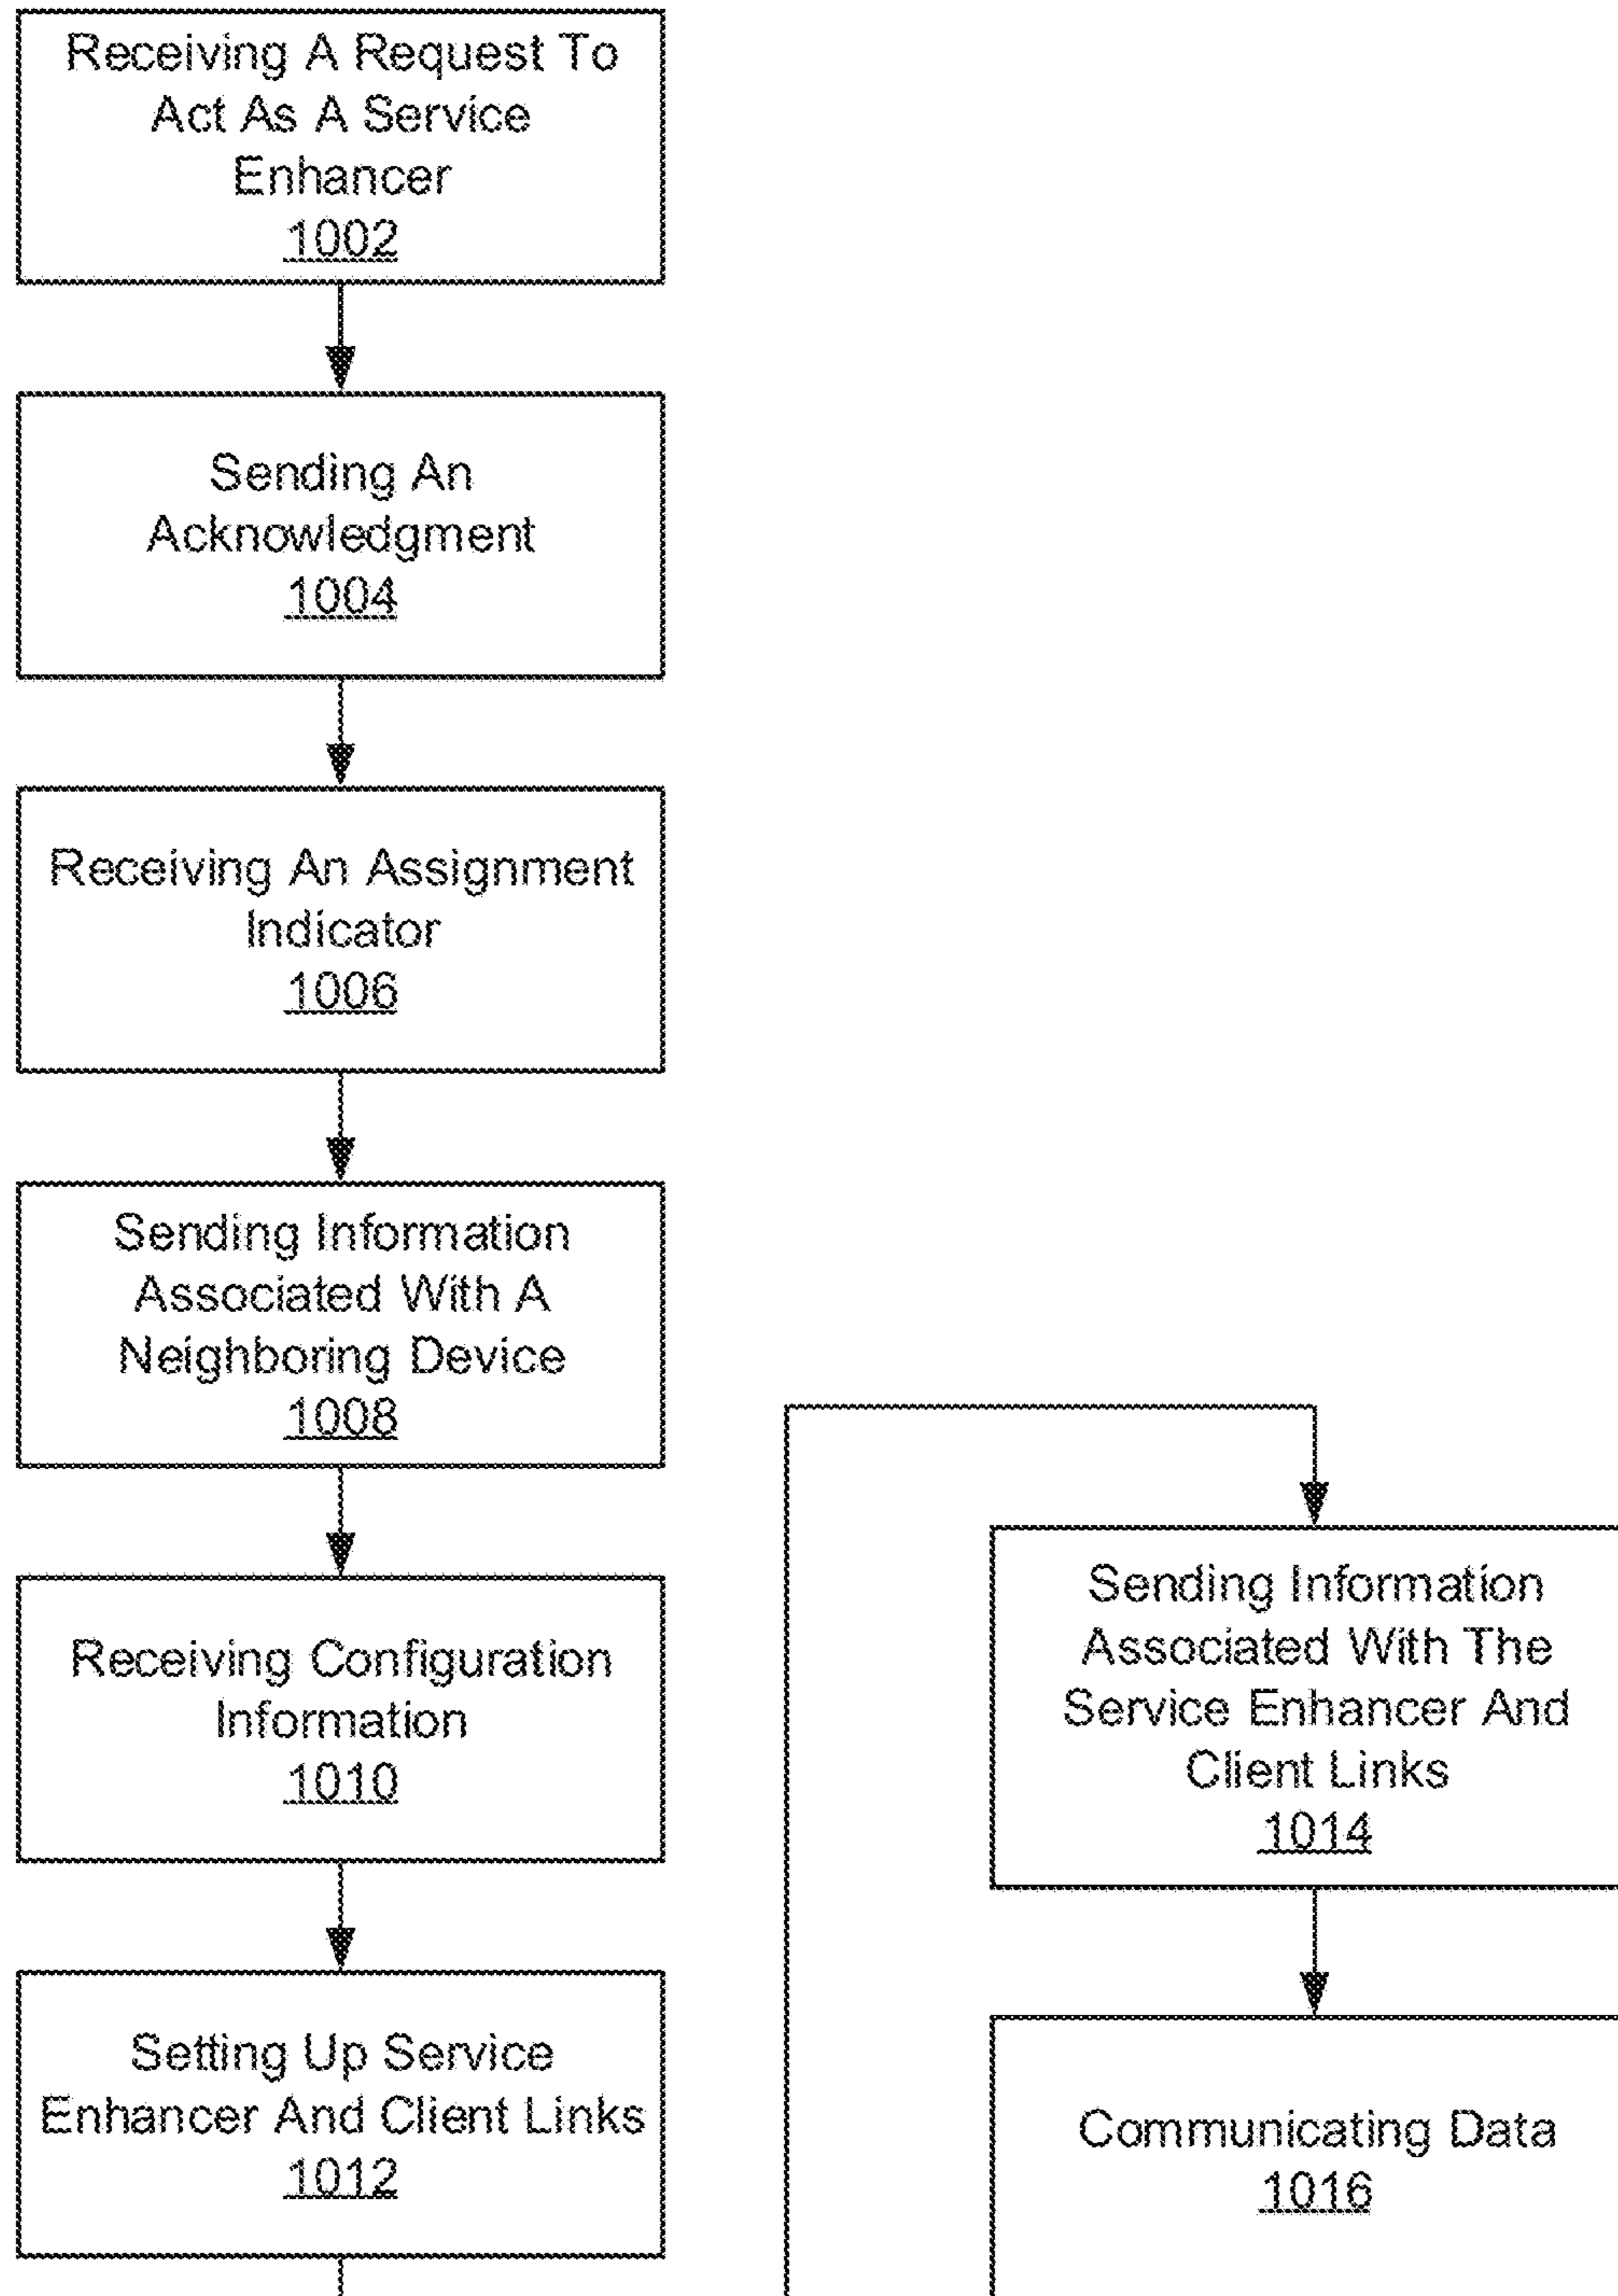 Receiving A Request To
Act As A Service
Enhancer
1002
Sending An
Acknowledgment
1004
Receiving An Assignment
Indicator
1006
Sending Information
Associated With A
Neighboring Device
1008
Receiving Configuration
Information
1010
Setting Up Service
Enhancer And Client Links
1012
Sending Information
Associated With The
Service Enhancer And
Client Links
1014
Communicating Data
1016